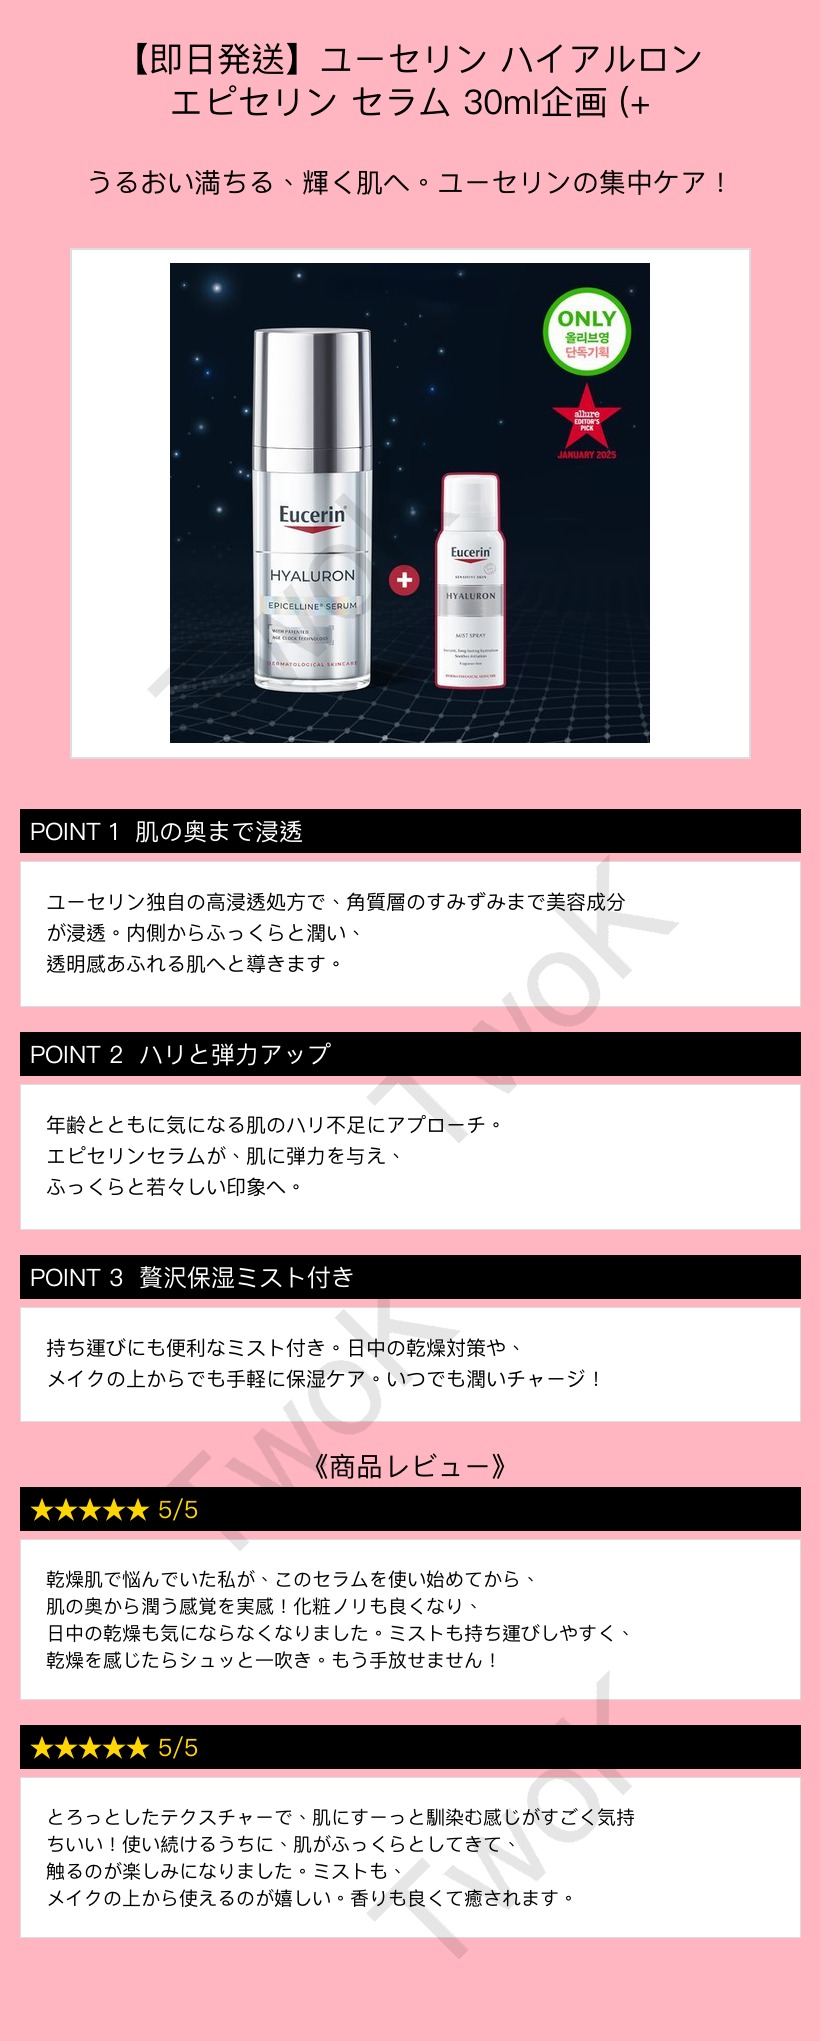 【即日発送】ユーセリン ハイアルロン
エピセリン セラム 30ml企画 (+
うるおい満ちる、輝く肌へ。ユーセリンの集中ケア！
ONLY
올리브영
단독기획
allure
EDITOR'S
PICK
JANUARY 2025
Eucerin
HYALURON
EPICELLINE® SERUM
WITH PATENTED
AGE CLOCK TECHNOLOGY
DERMATOLOGICAL SKINCARE
+
Eucerin
SENSITIVE SKIN
HYALURON
MIST SPRAY
Fragrance free
DERMATOLOGICAL SKINCARE
POINT 1 肌の奥まで浸透
ユーセリン独自の高浸透処方で、角質層のすみずみまで美容成分
が浸透。内側からふっくらと潤い、
透明感あふれる肌へと導きます。
POINT 2 ハリと弾力アップ
年齢とともに気になる肌のハリ不足にアプローチ。
エピセリンセラムが、肌に弾力を与え、
ふっくらと若々しい印象へ。
POINT 3 贅沢保湿ミスト付き
持ち運びにも便利なミスト付き。日中の乾燥対策や、
メイクの上からでも手軽に保湿ケア。いつでも潤いチャージ！
《商品レビュー》
★★★★★ 5/5
乾燥肌で悩んでいた私が、このセラムを使い始めてから、
肌の奥から潤う感覚を実感！化粧ノリも良くなり、
日中の乾燥も気にならなくなりました。ミストも持ち運びしやすく、
乾燥を感じたらシュッと一吹き。もう手放せません！
★★★★★ 5/5
とろっとしたテクスチャーで、肌にすーっと馴染む感じがすごく気持
ちいい！使い続けるうちに、肌がふっくらとしてきて、
触るのが楽しみになりました。ミストも、
メイクの上から使えるのが嬉しい。香りも良くて癒されます。
TwoK
TwoK
TwoK
TwoK